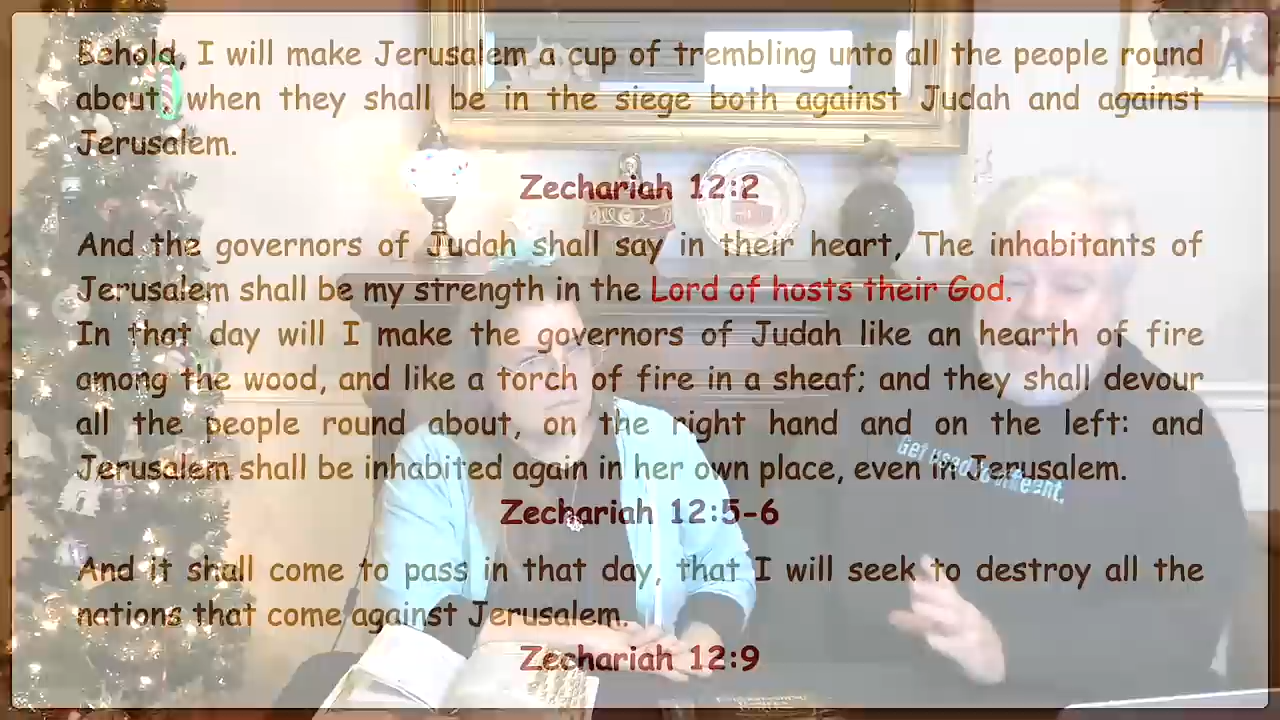 Behold, I will make Jerusalem a cup of trembling unto all the people round
about, when they shall be in the siege both against Judah and against
Jerusalem.
Zechariah 12:2
And the governors of Judah shall say in their heart, The inhabitants of
Jerusalem shall be my strength in the Lord of hosts their God.
In that day will I make the governors of Judah like an hearth of fire
among the wood, and like a torch of fire in a sheaf; and they shall devour
all the people round about, on the right hand and on the left: and
Jerusalem shall be inhabited again in her own place, even in Jerusalem.
Get used to different.
Zechariah 12:5-6
And it shall come to pass in that day, that I will seek to destroy all the
nations that come against Jerusalem.
Zechariah 12:9